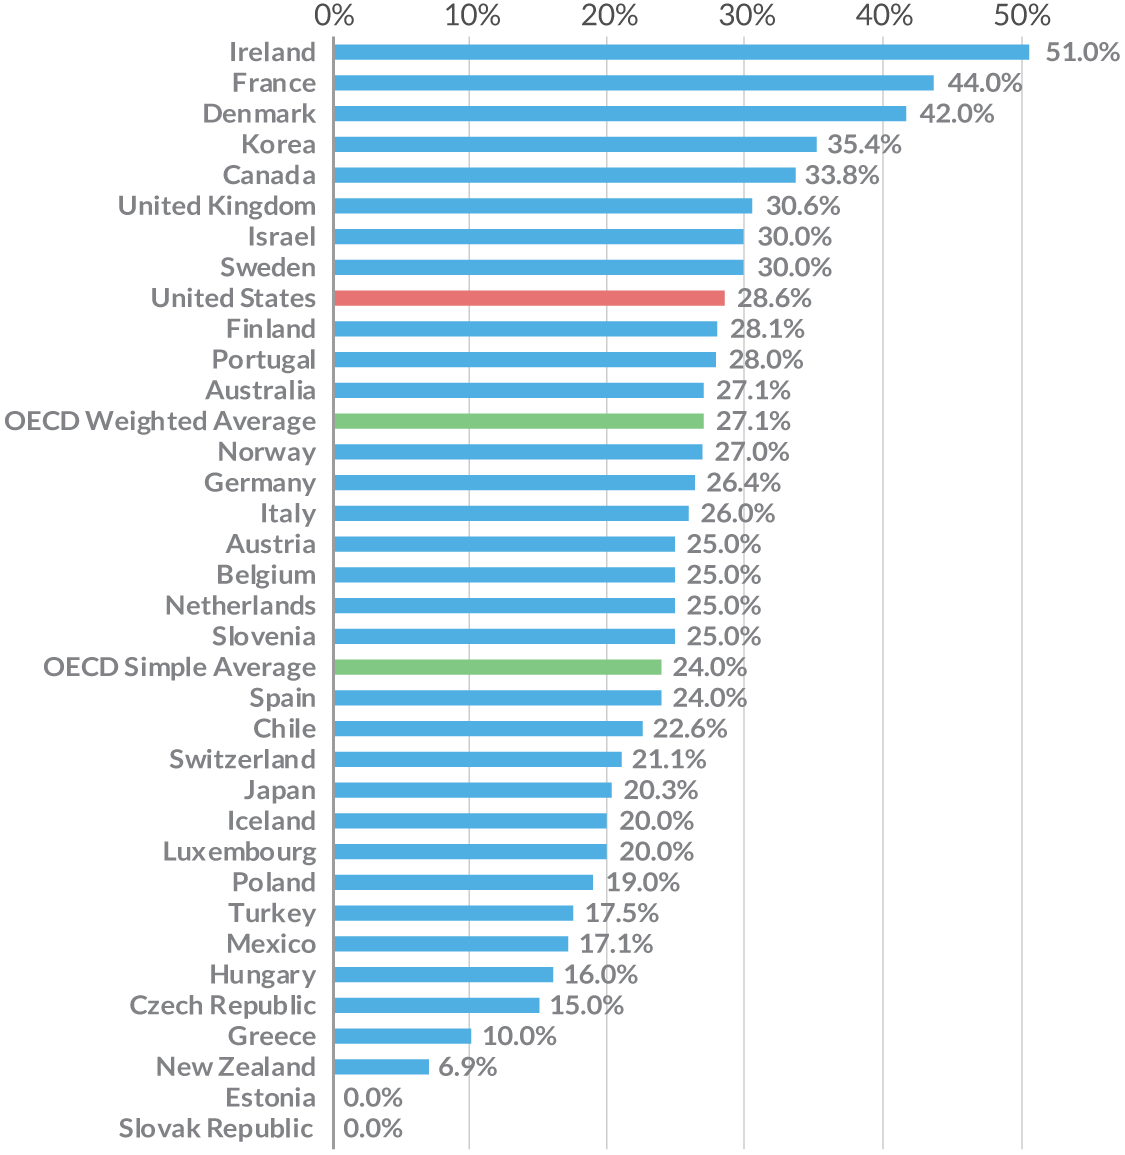 0% 10% 20% 30% 40% 50%
Ireland 51.0%
France 44.0%
Denmark 42.0%
Korea 35.4%
Canada 33.8%
United Kingdom 30.6%
Israel 30.0%
Sweden 30.0%
United States 28.6%
Finland 28.1%
Portugal 28.0%
Australia 27.1%
OECD Weighted Average 27.1%
Norway 27.0%
Germany 26.4%
Italy 26.0%
Austria 25.0%
Belgium 25.0%
Netherlands 25.0%
Slovenia 25.0%
OECD Simple Average 24.0%
Spain 24.0%
Chile 22.6%
Switzerland 21.1%
Japan 20.3%
Iceland 20.0%
Luxembourg 20.0%
Poland 19.0%
Turkey 17.5%
Mexico 17.1%
Hungary 16.0%
Czech Republic 15.0%
Greece 10.0%
New Zealand 6.9%
Estonia 0.0%
Slovak Republic 0.0%